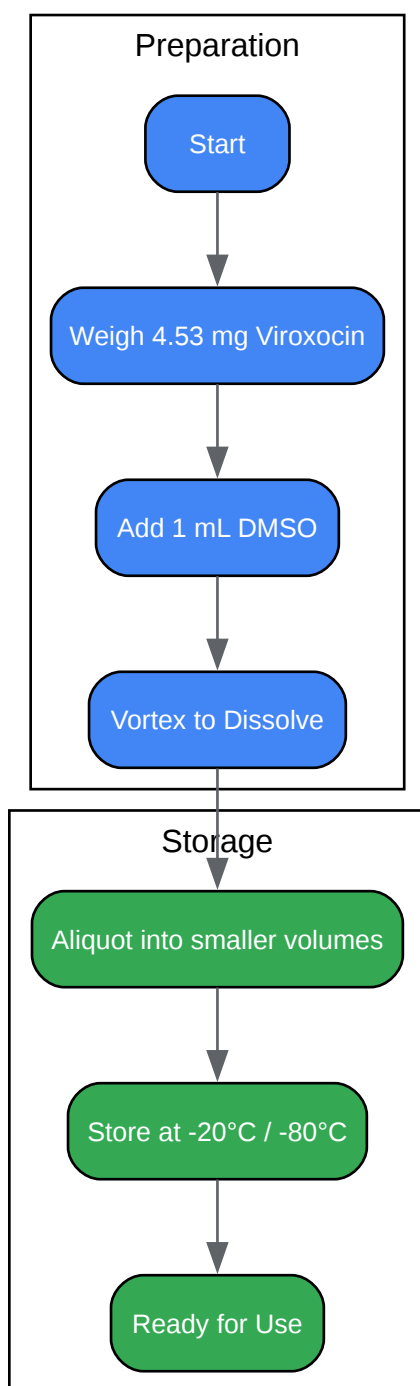 Preparation
Start
Weigh 4.53 mg Viroxocin
Add 1 mL DMSO
Vortex to Dissolve
Storage
Aliquot into smaller volumes
Store at -20°C / -80°C
Ready for Use